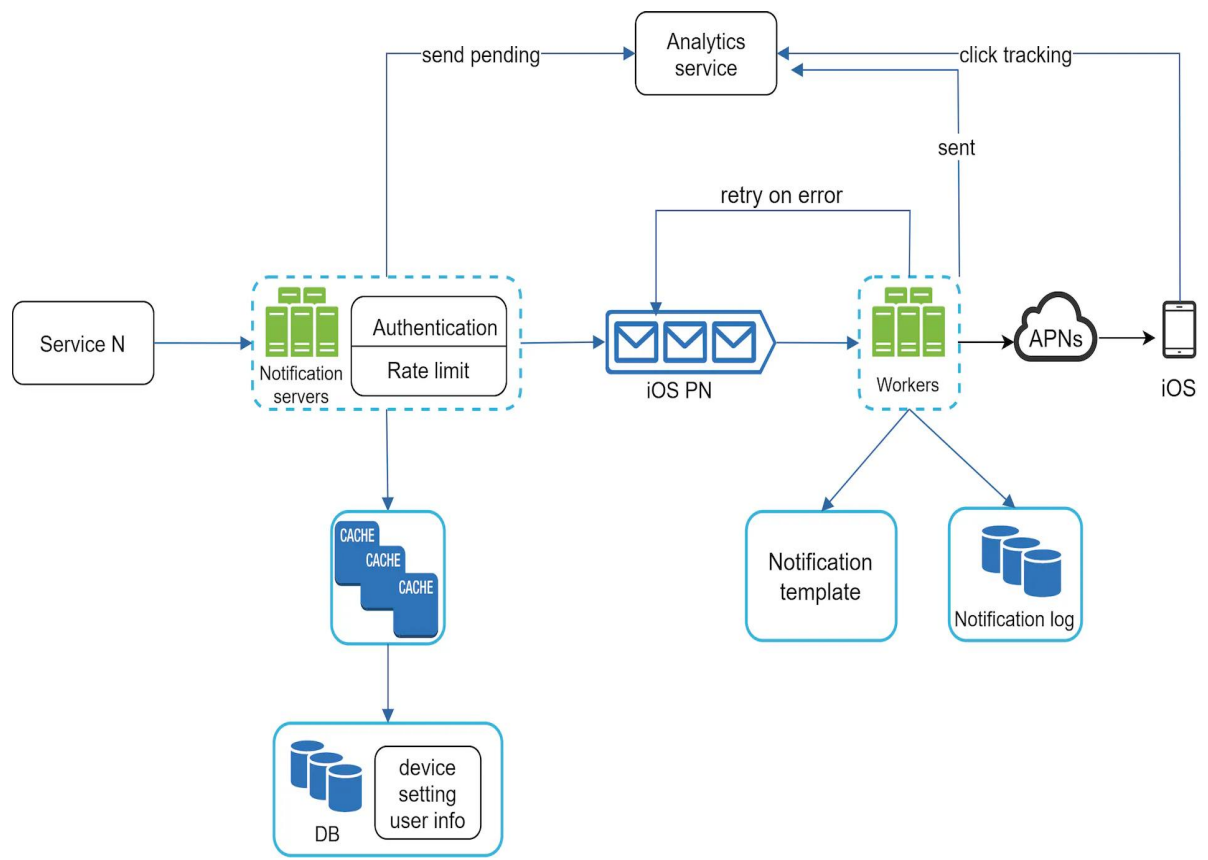 send pending
Analytics
service
click tracking
sent
retry on error
Service N
Notification
servers
Authentication
Rate limit
iOS PN
Workers
APNs
iOS
CACHE
CACHE
CACHE
Notification
template
Notification log
DB
device
setting
user info